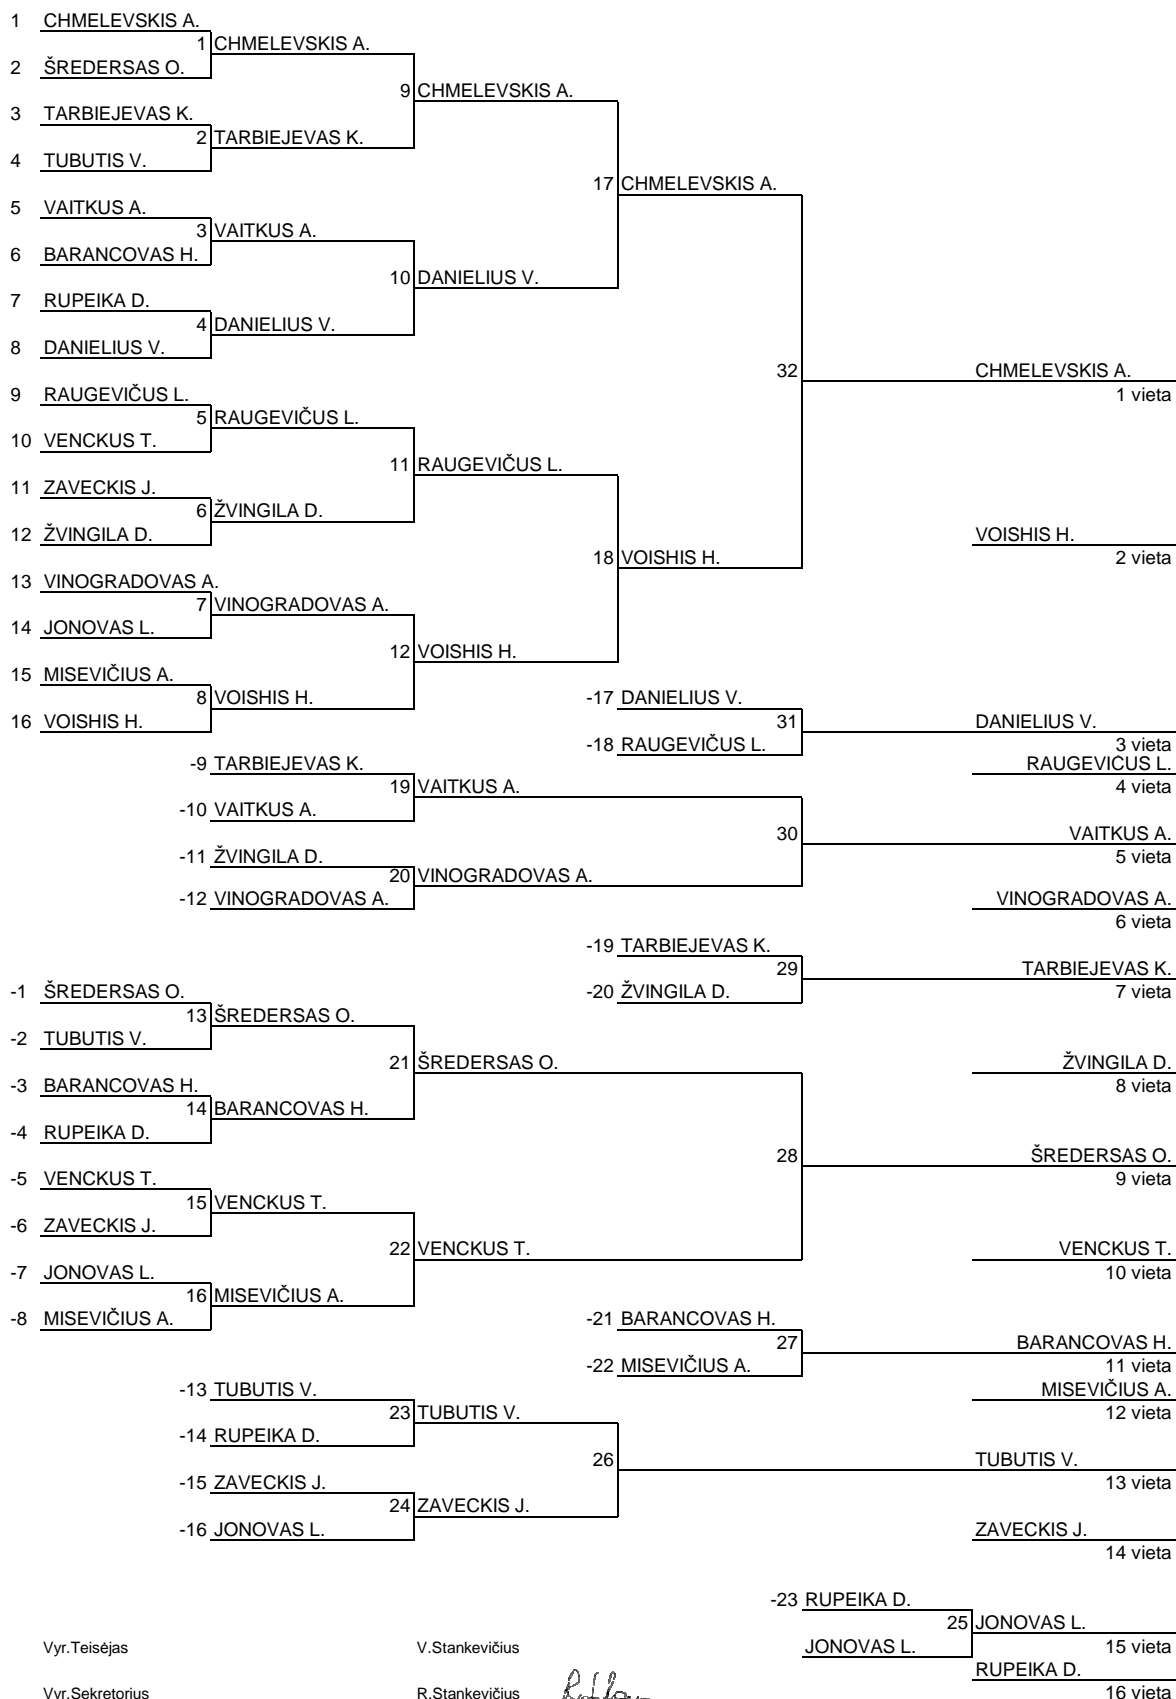 1 CHMELEVSKIS A.
1 CHMELEVSKIS A.
2 ŠREDERSAS O.
9 CHMELEVSKIS A.
3 TARBIEJEVAS K.
2 TARBIEJEVAS K.
4 TUBUTIS V.
17 CHMELEVSKIS A.
5 VAITKUS A.
3 VAITKUS A.
6 BARANCOVAS H.
10 DANIELIUS V.
7 RUPEIKA D.
4 DANIELIUS V.
8 DANIELIUS V.
32 CHMELEVSKIS A.
9 RAUGEVIČUS L.
1 vieta
5 RAUGEVIČUS L.
10 VENCKUS T.
11 RAUGEVIČUS L.
11 ZAVECKIS J.
6 ŽVINGILA D.
12 ŽVINGILA D.
VOISHIS H.
18 VOISHIS H.
2 vieta
13 VINOGRADOVAS A.
7 VINOGRADOVAS A.
14 JONOVAS L.
12 VOISHIS H.
15 MISEVIČIUS A.
8 VOISHIS H.
-17 DANIELIUS V.
16 VOISHIS H.
31 DANIELIUS V.
-18 RAUGEVIČUS L.
3 vieta
-9 TARBIEJEVAS K.
RAUGEVIČUS L.
19 VAITKUS A.
4 vieta
-10 VAITKUS A.
30 VAITKUS A.
-11 ŽVINGILA D.
5 vieta
20 VINOGRADOVAS A.
-12 VINOGRADOVAS A.
VINOGRADOVAS A.
6 vieta
-19 TARBIEJEVAS K.
29 TARBIEJEVAS K.
-1 ŠREDERSAS O.
-20 ŽVINGILA D.
7 vieta
13 ŠREDERSAS O.
-2 TUBUTIS V.
21 ŠREDERSAS O.
ŽVINGILA D.
-3 BARANCOVAS H.
8 vieta
14 BARANCOVAS H.
-4 RUPEIKA D.
28 ŠREDERSAS O.
-5 VENCKUS T.
9 vieta
15 VENCKUS T.
-6 ZAVECKIS J.
22 VENCKUS T.
VENCKUS T.
-7 JONOVAS L.
10 vieta
16 MISEVIČIUS A.
-8 MISEVIČIUS A.
-21 BARANCOVAS H.
27 BARANCOVAS H.
-22 MISEVIČIUS A.
11 vieta
-13 TUBUTIS V.
MISEVIČIUS A.
23 TUBUTIS V.
12 vieta
-14 RUPEIKA D.
26 TUBUTIS V.
-15 ZAVECKIS J.
13 vieta
24 ZAVECKIS J.
-16 JONOVAS L.
ZAVECKIS J.
14 vieta
-23 RUPEIKA D.
25 JONOVAS L.
JONOVAS L.
15 vieta
Vyr.Teisėjas V.Stankevičius
RUPEIKA D.
16 vieta
Vyr.Sekretorius R.Stankevičius